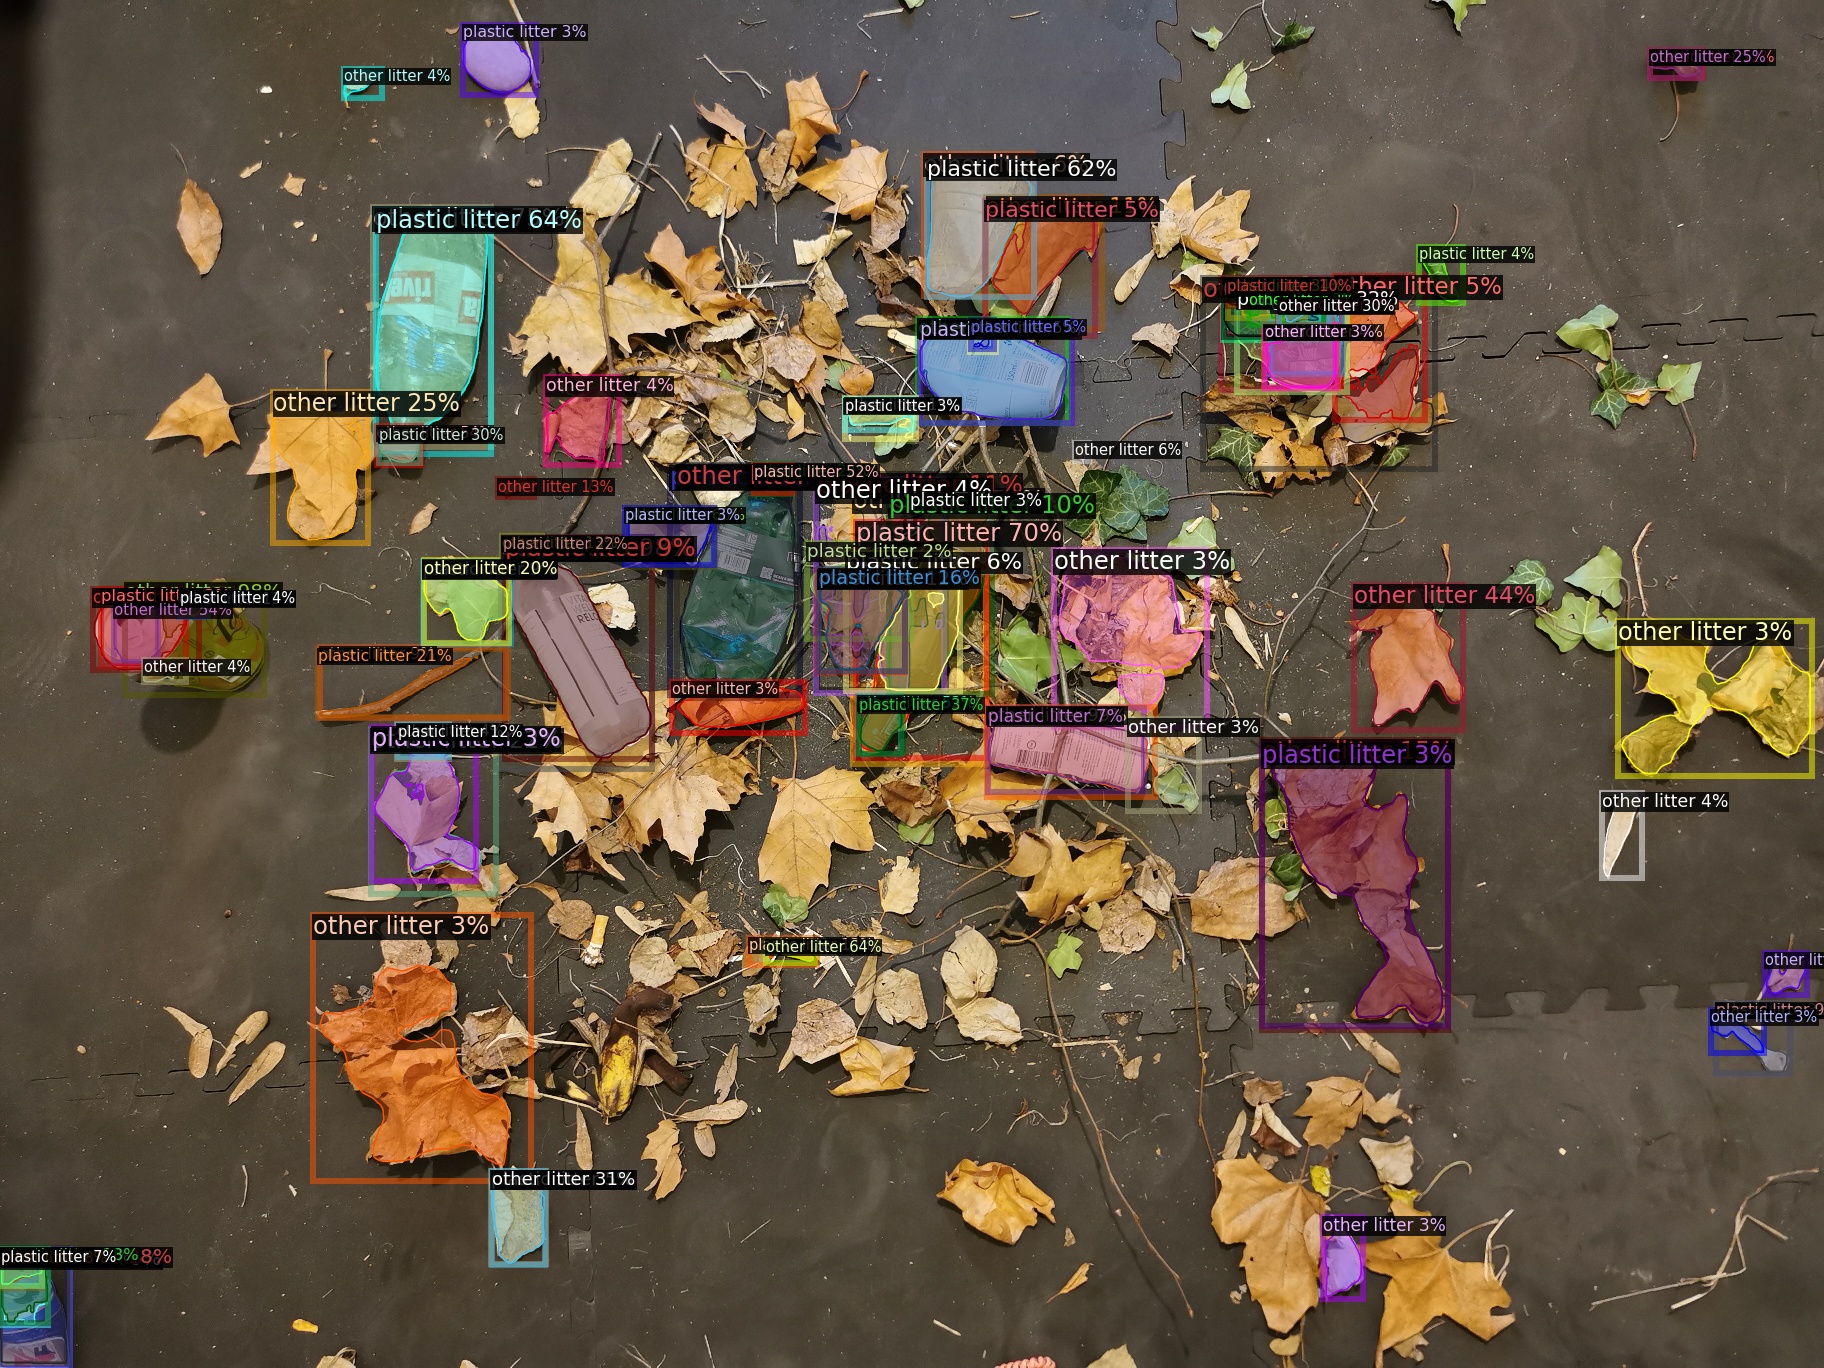 plastic litter 3%
other litter 4%
other litter 25%
plastic litter 62%
plastic litter 5%
plastic litter 64%
plastic litter 4%
plastic litter 10%
other litter 5%
other litter 30%
other litter 3%
plastic litter 5%
other litter 4%
other litter 25%
plastic litter 3%
plastic litter 30%
other litter 6%
plastic litter 52%
other litter 13%
other litter 4%
plastic litter 3%
10%
plastic litter 3%
plastic litter 70%
plastic litter 22%
9%
plastic litter 2%
plastic litter 6%
other litter 3%
other litter 20%
plastic litter 16%
other litter 44%
plastic litter 4%
other litter 54%
other litter 3%
plastic litter 21%
other litter 4%
other litter 3%
plastic litter 37%
plastic litter 7%
other litter 3%
plastic litter 12%
3%
plastic litter 3%
other litter 4%
other litter 3%
other litter 64%
other lit
other litter 3%
other litter 31%
other litter 3%
plastic litter 7%
3%
8%